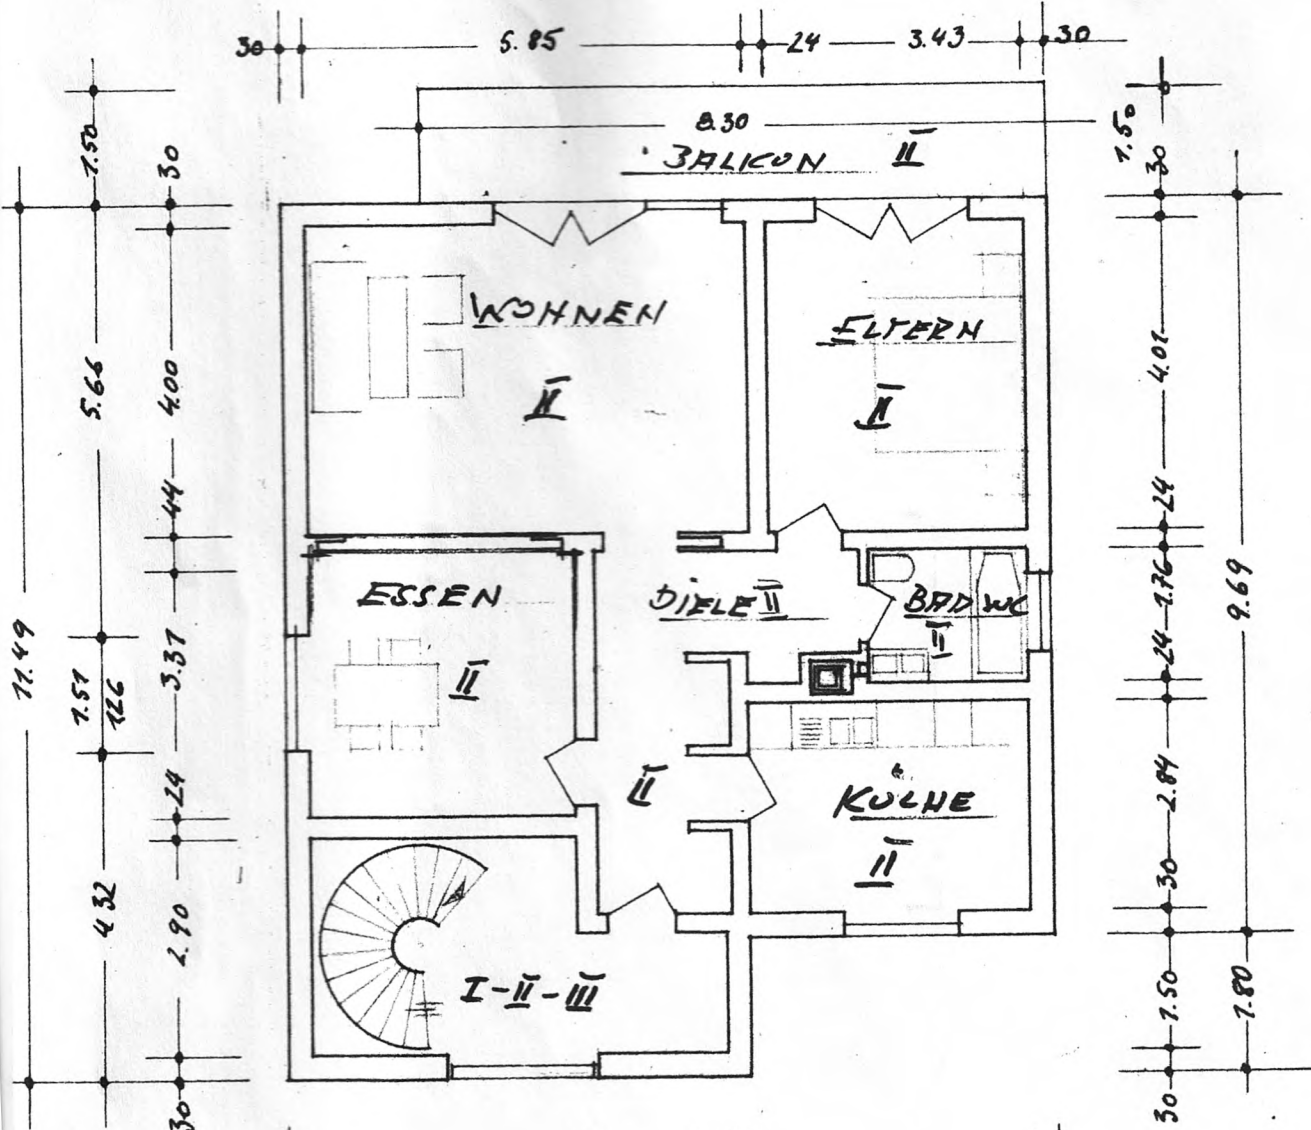 30 5.85 24 3.43 30
8.30
BALKON II
1.50 30
1.50 30
WOHNEN
II
ELTERN
II
5.66 4.00 44
4.01 24
ESSEN
II
DIELE II
BAD WC
II
11.49
1.51
1.26
3.37 24
1.76 24
9.69
II
KÜCHE
II
2.84 30
4.32 2.90
I-II-III
1.50 1.80
30
30